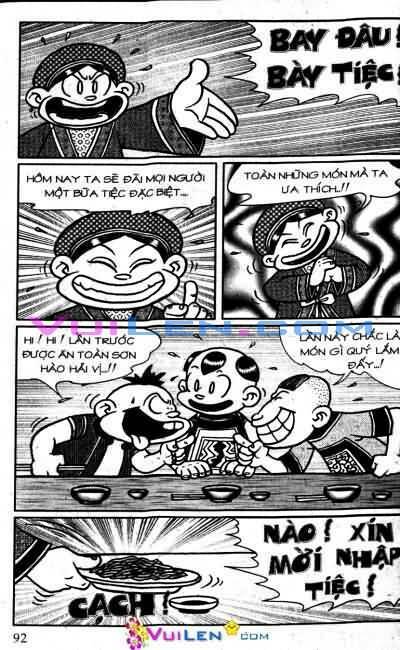 BAY ĐÂU!
BÀY TIỆC!
HÔM NAY TA SẼ ĐÃI MỌI NGƯỜI
MỘT BỮA TIỆC ĐẶC BIỆT...
TOÀN NHỮNG MÓN MÀ TA
ƯA THÍCH..!!
VUILEN.COM
HI! HI! LẦN TRƯỚC
ĐƯỢC ĂN TOÀN SƠN
HÀO HẢI VỊ...!!
LẦN NÀY CHẮC LÀ
MÓN GÌ QUÝ LẮM
ĐẤY..!
NÀO! XÍN
MỜI NHẬP
TIỆC!
CẠCH!
92
VUILEN.COM